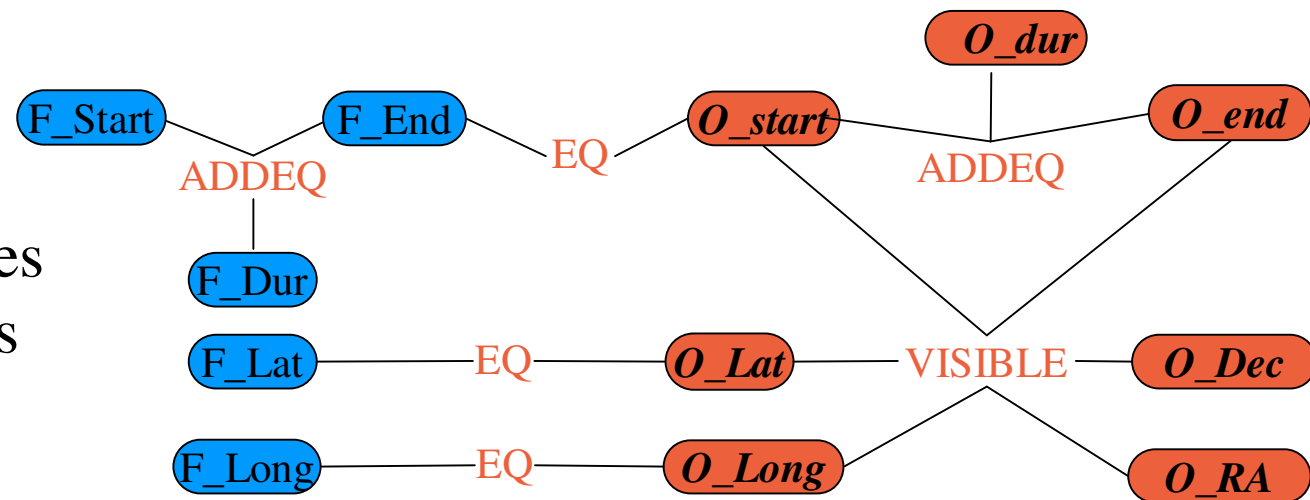 O_dur
F_Start F_End O_start O_end
EQ
ADDEQ ADDEQ
es
F_Dur
s
F_Lat EQ O_Lat VISIBLE O_Dec
F_Long EQ O_Long O_RA